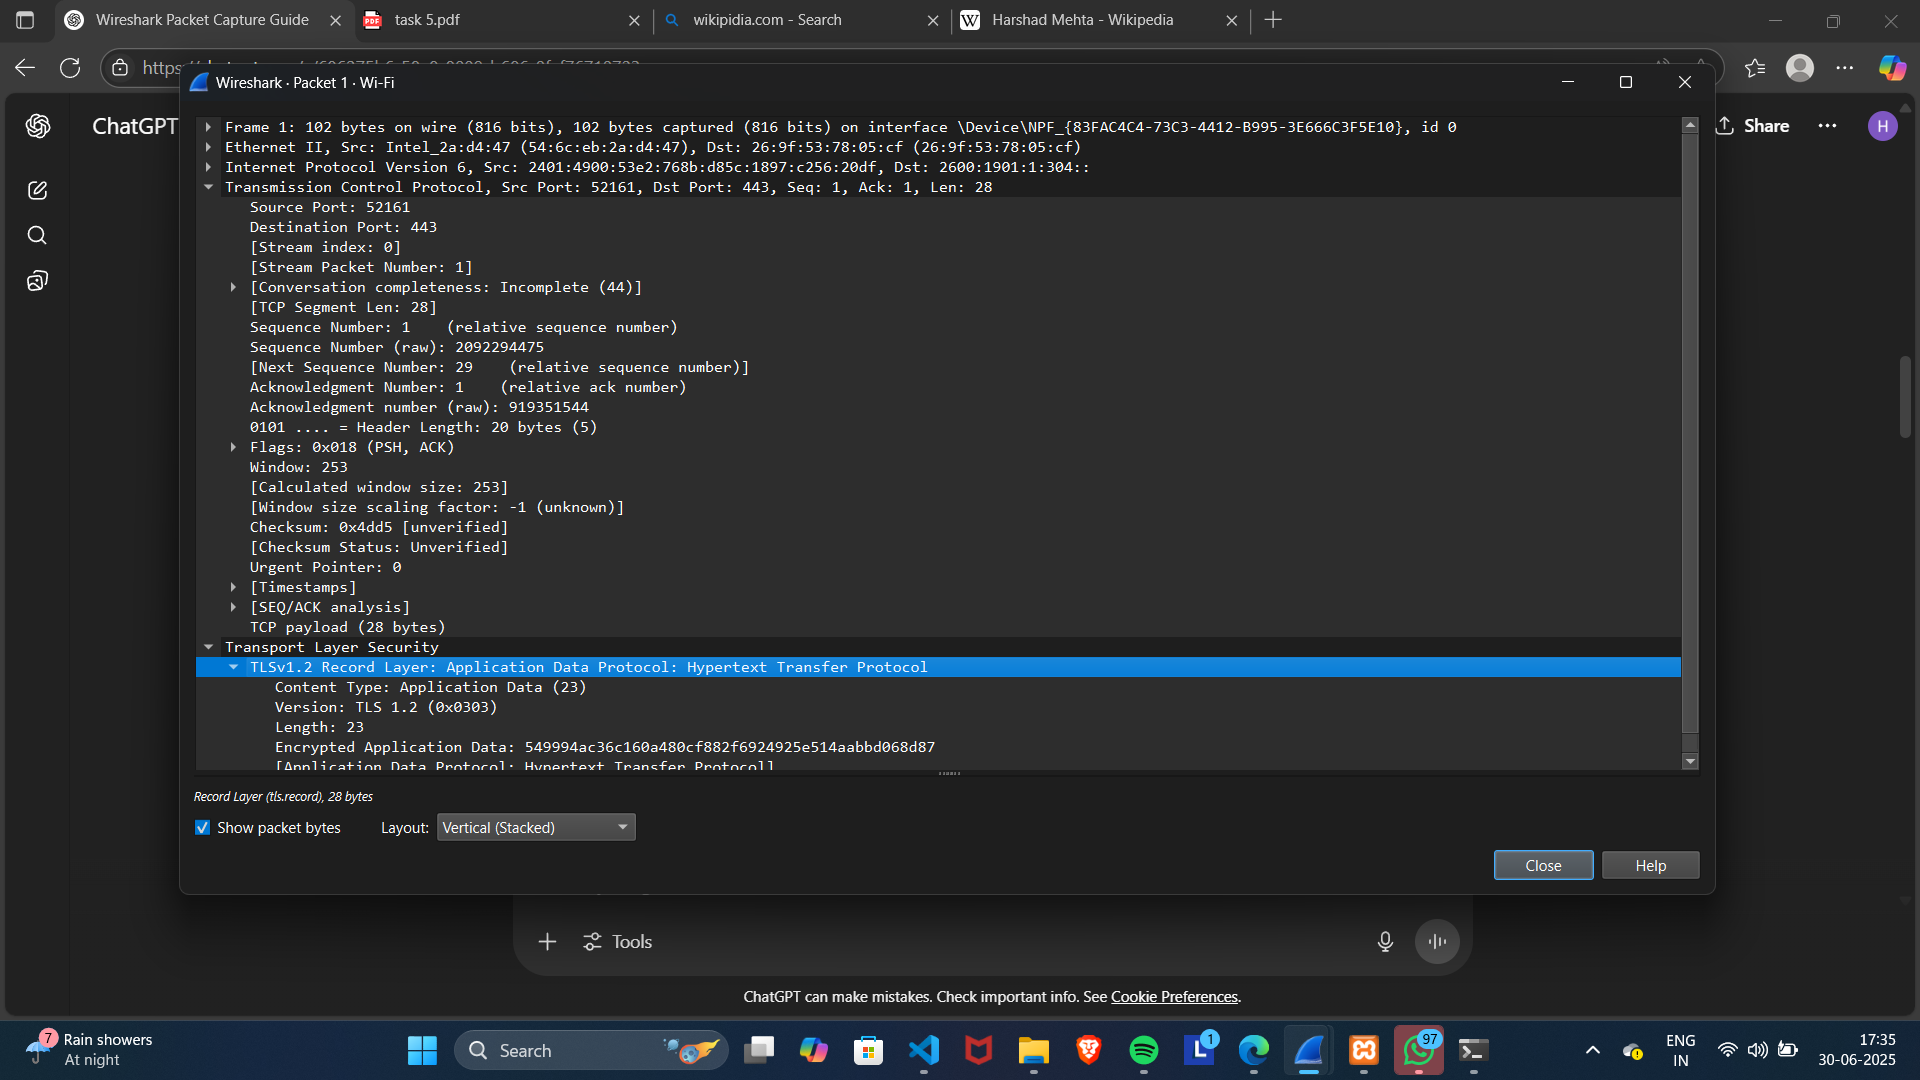 Wireshark Packet Capture Guide
task 5.pdf
wikipidia.com - Search
Harshad Mehta - Wikipedia
Wireshark · Packet 1 · Wi-Fi
ChatGPT
Share
H
Frame 1: 102 bytes on wire (816 bits), 102 bytes captured (816 bits) on interface \Device\NPF_{83FAC4C4-73C3-4412-B995-3E666C3F5E10}, id 0
Ethernet II, Src: Intel_2a:d4:47 (54:6c:eb:2a:d4:47), Dst: 26:9f:53:78:05:cf (26:9f:53:78:05:cf)
Internet Protocol Version 6, Src: 2401:4900:53e2:768b:d85c:1897:c256:20df, Dst: 2600:1901:1:304::
Transmission Control Protocol, Src Port: 52161, Dst Port: 443, Seq: 1, Ack: 1, Len: 28
Source Port: 52161
Destination Port: 443
[Stream index: 0]
[Stream Packet Number: 1]
[Conversation completeness: Incomplete (44)]
[TCP Segment Len: 28]
Sequence Number: 1    (relative sequence number)
Sequence Number (raw): 2092294475
[Next Sequence Number: 29    (relative sequence number)]
Acknowledgment Number: 1    (relative ack number)
Acknowledgment number (raw): 919351544
0101 .... = Header Length: 20 bytes (5)
Flags: 0x018 (PSH, ACK)
Window: 253
[Calculated window size: 253]
[Window size scaling factor: -1 (unknown)]
Checksum: 0x4dd5 [unverified]
[Checksum Status: Unverified]
Urgent Pointer: 0
[Timestamps]
[SEQ/ACK analysis]
TCP payload (28 bytes)
Transport Layer Security
TLSv1.2 Record Layer: Application Data Protocol: Hypertext Transfer Protocol
Content Type: Application Data (23)
Version: TLS 1.2 (0x0303)
Length: 23
Encrypted Application Data: 549994ac36c160a480cf882f6924925e514aabbd068d87
[Application Data Protocol: Hypertext Transfer Protocol]
Record Layer (tls.record), 28 bytes
Show packet bytes
Layout: Vertical (Stacked)
Close
Help
Tools
ChatGPT can make mistakes. Check important info. See Cookie Preferences.
7
Rain showers
At night
Search
1
97
ENG
IN
17:35
30-06-2025